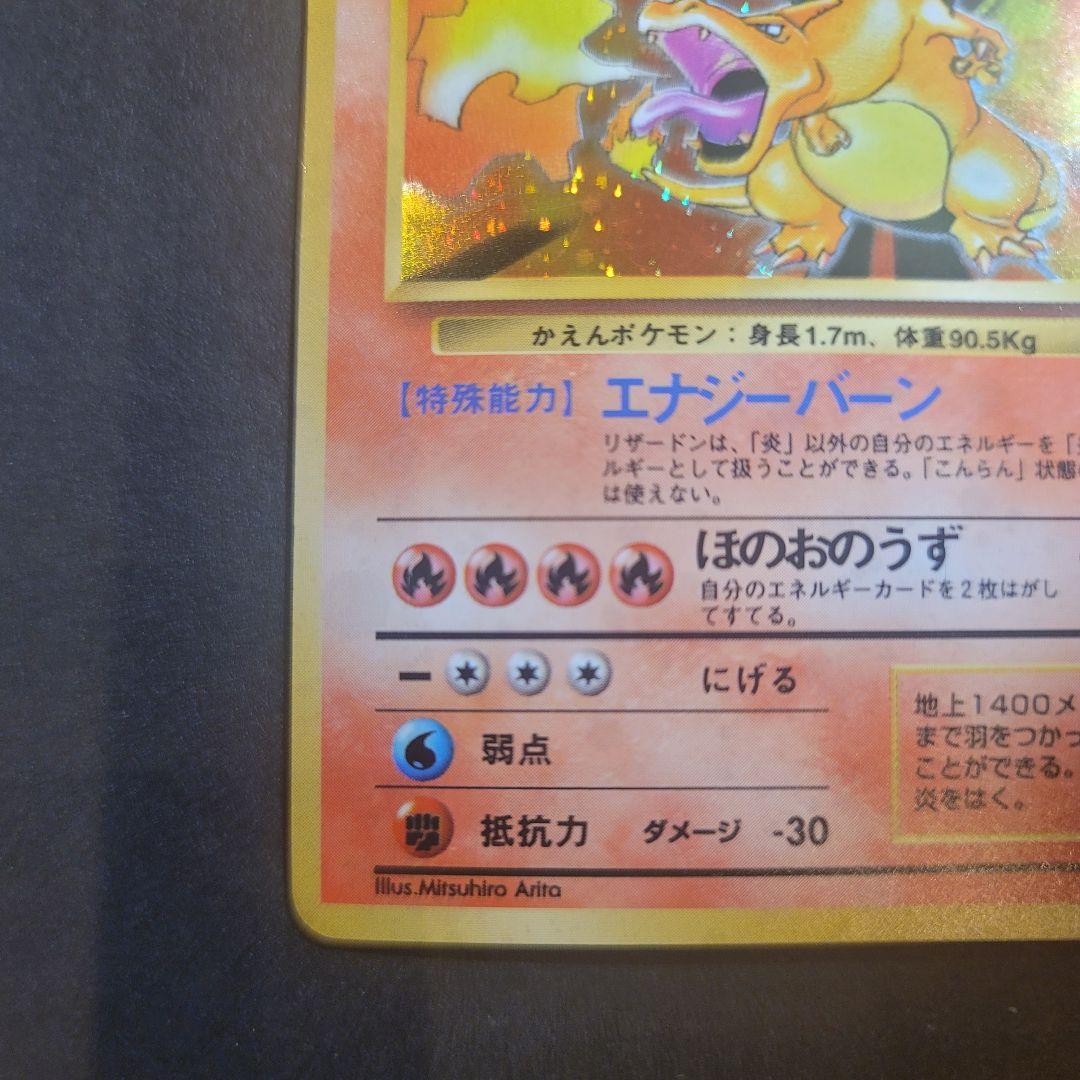 かえんポケモン：身長1.7m、体重90.5Kg
【特殊能力】 エナジーバーン
リザードンは、「炎」以外の自分のエネルギーを「
ルギーとして扱うことができる。「こんらん」状態
は使えない。
ほのおのうず
自分のエネルギーカードを2枚はがし
てすてる。
にげる
弱点
抵抗力 ダメージ -30
地上1400メ
まで羽をつかっ
ことができる。
炎をはく。
Illus.Mitsuhiro Arita